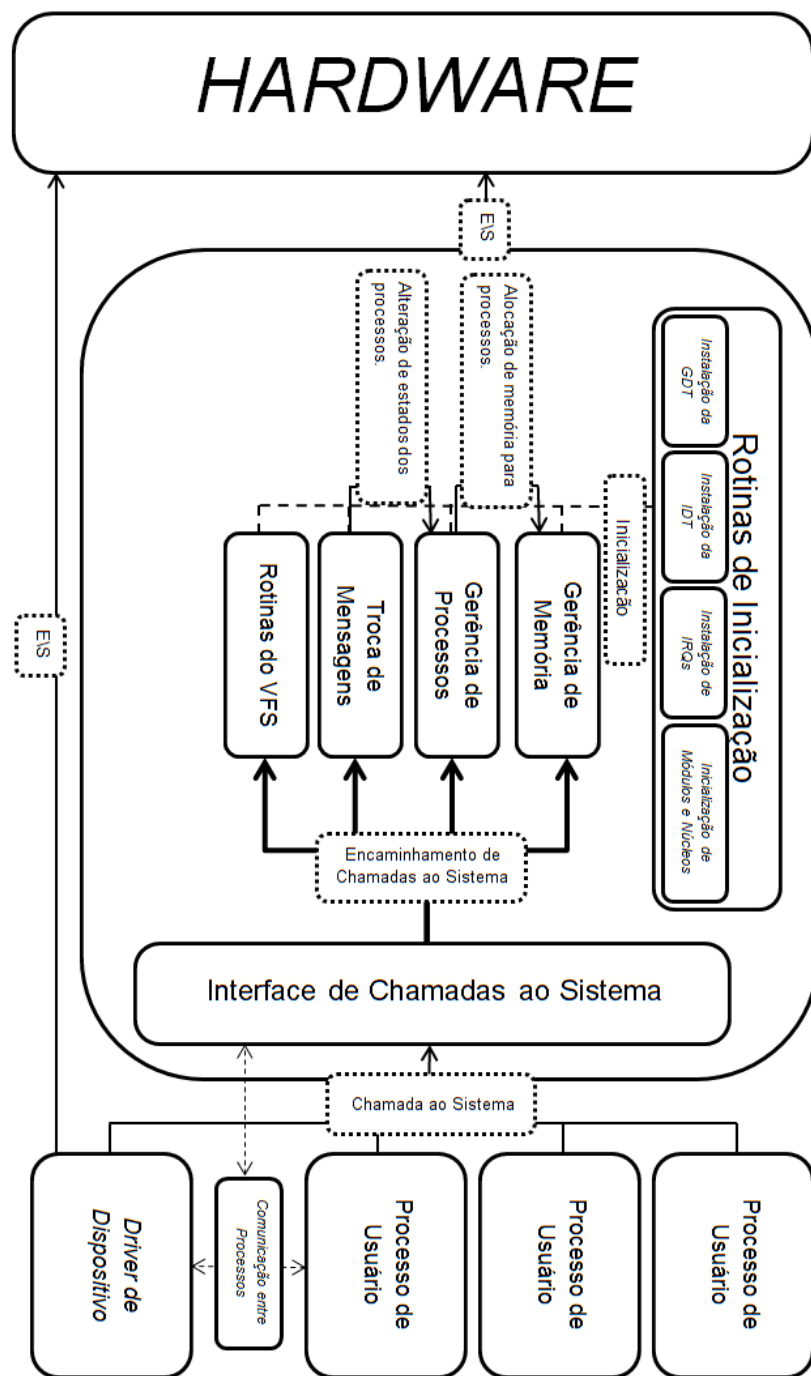 HARDWARE
E\S
E\S
Alteração de estados dos
processos.
Alocação de memória para
processos.
Rotinas de Inicialização
Instalação da
GDT
Instalação da
IDT
Instalação de
IRQs
Inicialização de
Módulos e Núcleos
Inicialização
Rotinas do VFS
Troca de
Mensagens
Gerência de
Processos
Gerência de
Memória
Encaminhamento de
Chamadas ao Sistema
Interface de Chamadas ao Sistema
Chamada ao Sistema
Driver de
Dispositivo
Comunicação entre
Processos
Processo de
Usuário
Processo de
Usuário
Processo de
Usuário